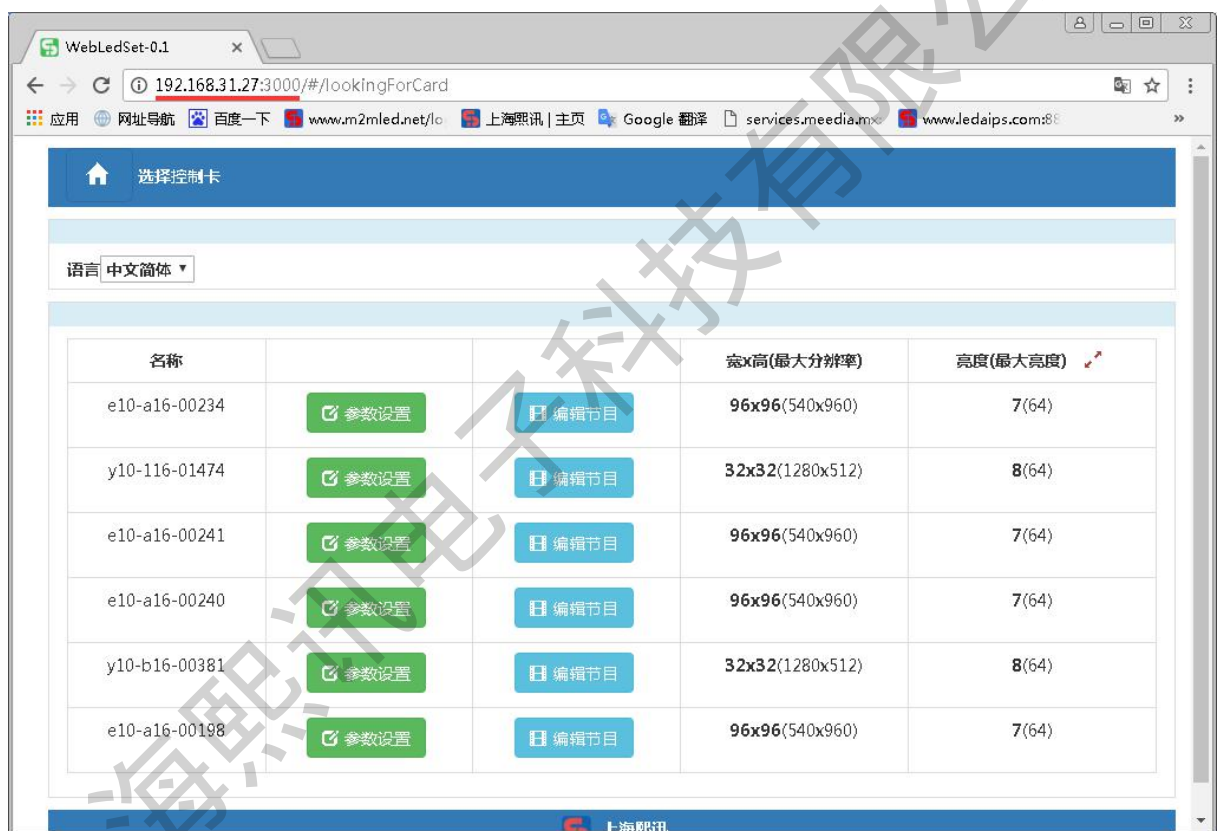 WebLedSet-0.1
192.168.31.27:3000/#/lookingForCard
应用 网址导航 百度一下 www.m2mled.net/lo 上海熙讯|主页 Google 翻译 services.meedia.mx www.ledaips.com:88 »
选择控制卡
语言 中文简体
名称 宽x高(最大分辨率) 亮度(最大亮度)
e10-a16-00234 参数设置 编辑节目 96x96(540x960) 7(64)
y10-116-01474 参数设置 编辑节目 32x32(1280x512) 8(64)
e10-a16-00241 参数设置 编辑节目 96x96(540x960) 7(64)
e10-a16-00240 参数设置 编辑节目 96x96(540x960) 7(64)
y10-b16-00381 参数设置 编辑节目 32x32(1280x512) 8(64)
e10-a16-00198 参数设置 编辑节目 96x96(540x960) 7(64)
上海熙讯
海熙讯电子科技有限公